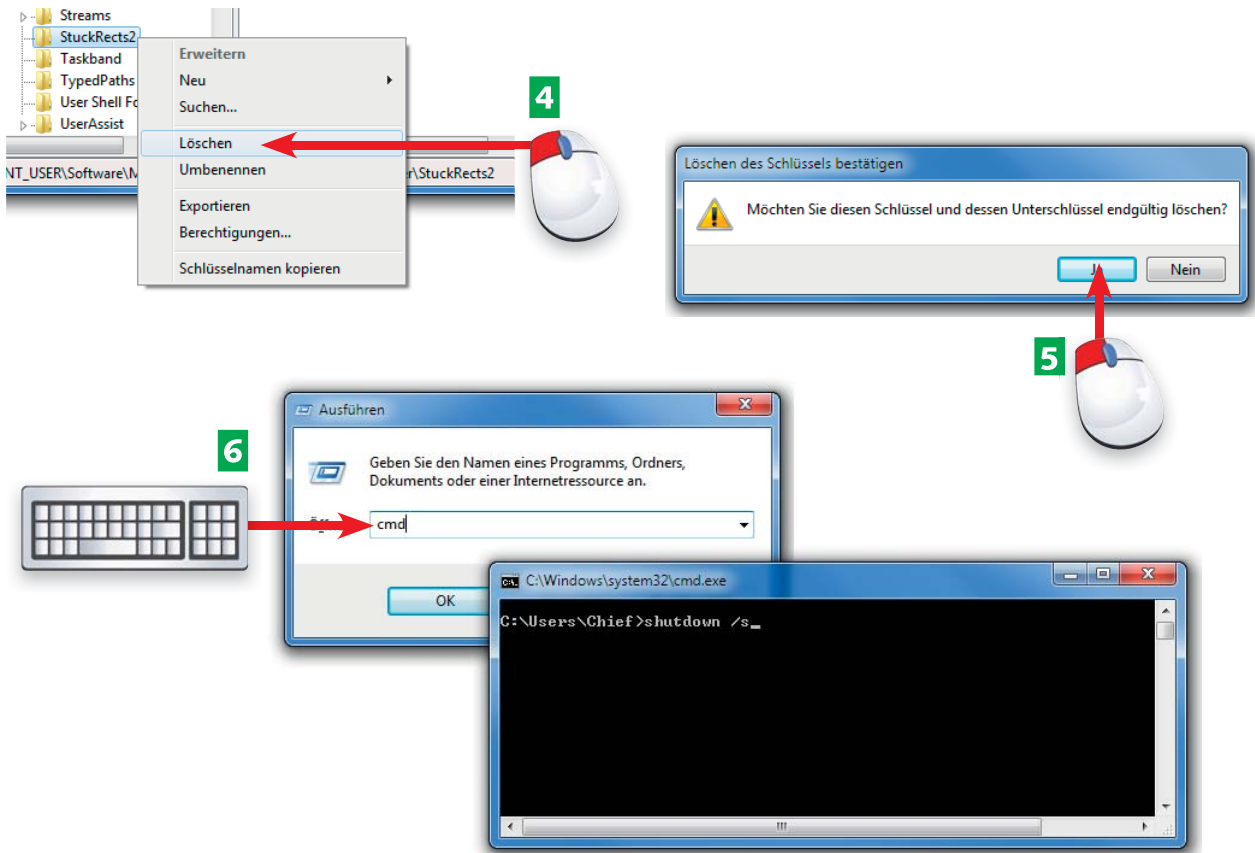 Streams
StuckRects2
Taskband
TypedPaths
User Shell Fo
UserAssist
Erweitern
Neu
Suchen...
Löschen
Umbenennen
Exportieren
Berechtigungen...
Schlüsselnamen kopieren
NT_USER\Software\M
r\StuckRects2
4
Löschen des Schlüssels bestätigen
Möchten Sie diesen Schlüssel und dessen Unterschlüssel endgültig löschen?
Nein
5
6
Ausführen
Geben Sie den Namen eines Programms, Ordners,
Dokuments oder einer Internetressource an.
cmd
OK
C:\Windows\system32\cmd.exe
C:\Users\Chief>shutdown /s_